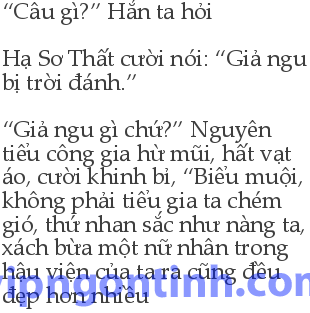 “Câu gì?” Hắn ta hỏi
Hạ Sơ Thất cười nói: “Giả ngu
bị trời đánh.”
“Giả ngu gì chứ?” Nguyên
tiểu công gia hừ mũi, hất vạt
áo, cười khinh bỉ, “Biểu muội,
không phải tiểu gia ta chém
gió, thứ nhan sắc như nàng ta,
xách bừa một nữ nhân trong
hậu viện của ta ra cũng đều
đẹp hơn nhiều
vipngontinh.com